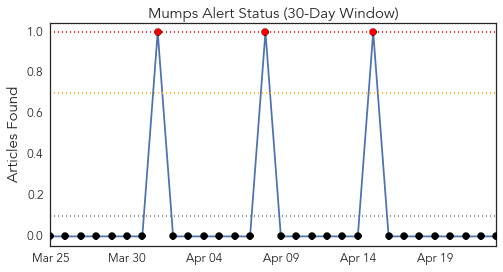 Mumps Alert Status (30-Day Window)
Articles Found
1.0
0.8
0.6
0.4
0.2
0.0
Mar 25 Mar 30 Apr 04 Apr 09 Apr 14 Apr 19